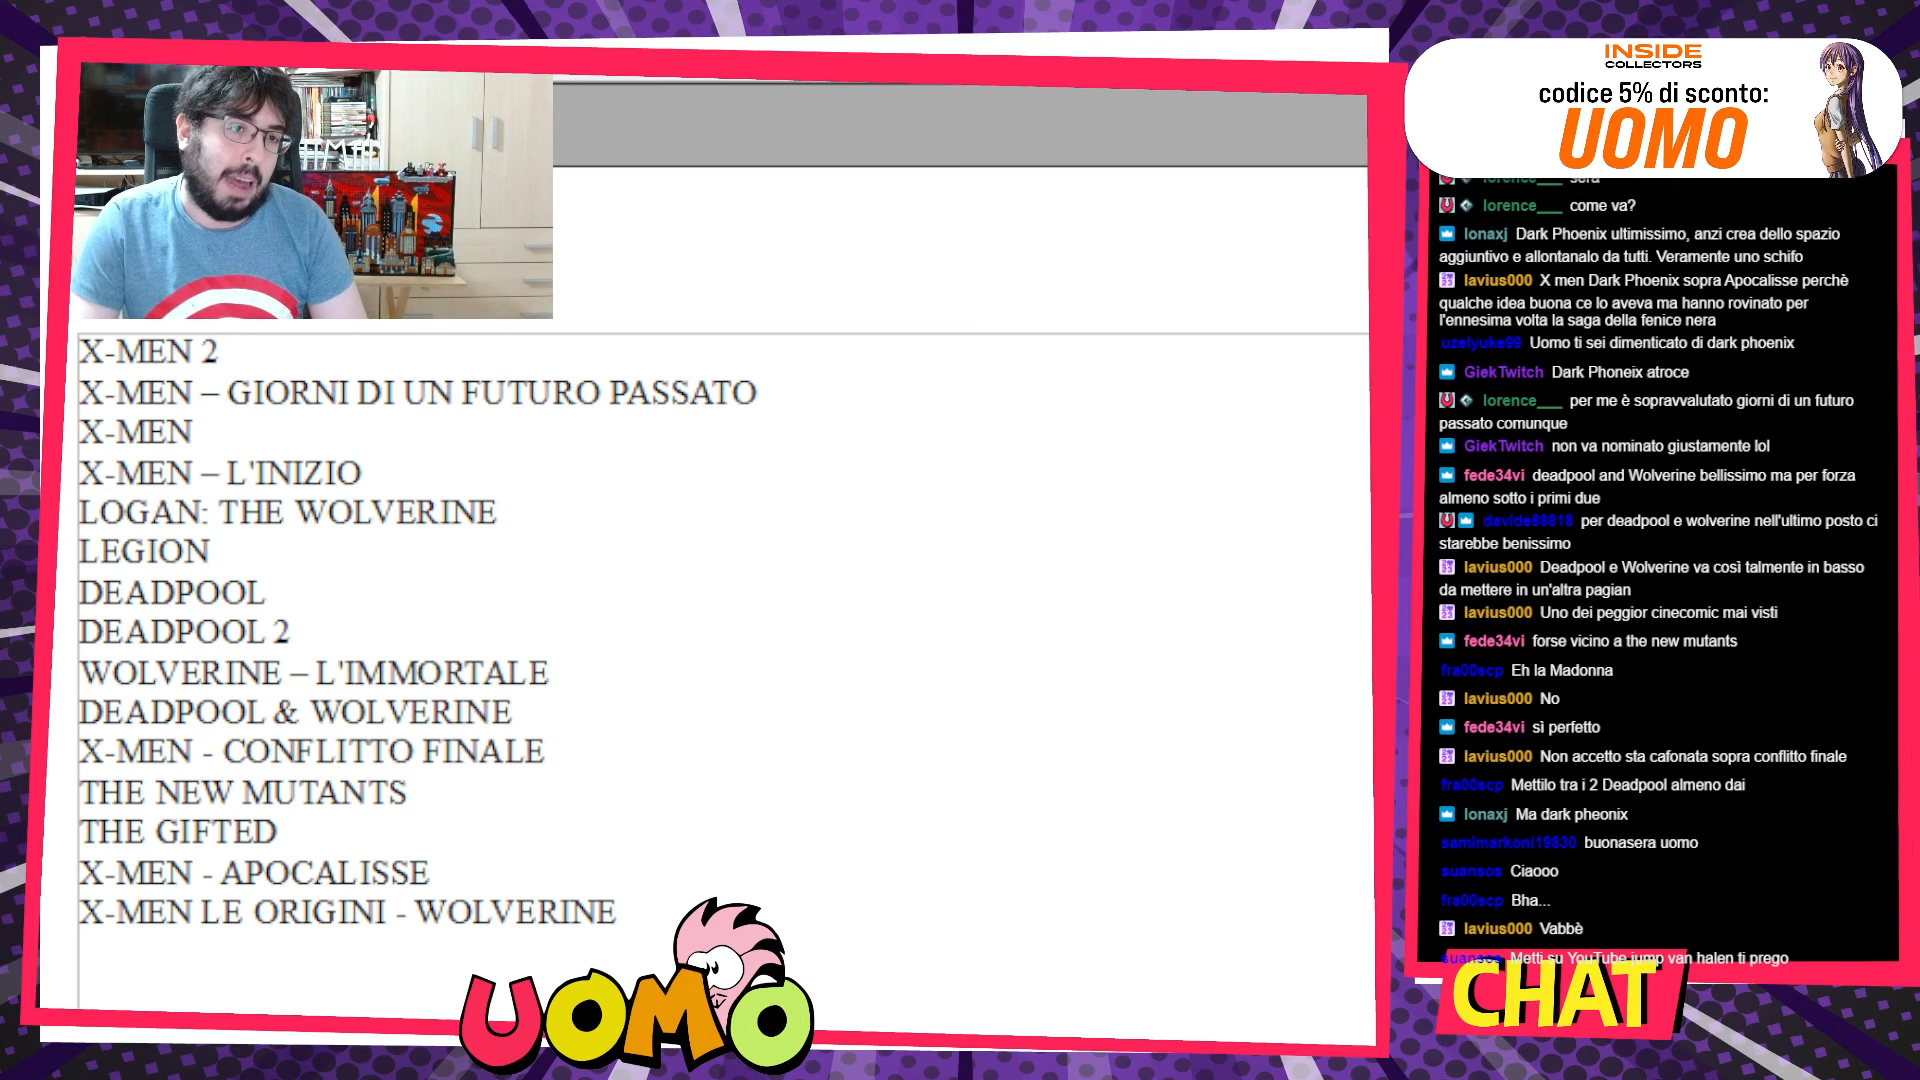 INSIDE
COLLECTORS
codice 5% di sconto:
UOMO
X-MEN 2
X-MEN – GIORNI DI UN FUTURO PASSATO
X-MEN
X-MEN – L'INIZIO
LOGAN: THE WOLVERINE
LEGION
DEADPOOL
DEADPOOL 2
WOLVERINE – L'IMMORTALE
DEADPOOL & WOLVERINE
X-MEN - CONFLITTO FINALE
THE NEW MUTANTS
THE GIFTED
X-MEN - APOCALISSE
X-MEN LE ORIGINI - WOLVERINE
UOMO
lorence___ sera
lorence___ come va?
lonaxj Dark Phoenix ultimissimo, anzi crea dello spazio
aggiuntivo e allontanalo da tutti. Veramente uno schifo
lavius000 X men Dark Phoenix sopra Apocalisse perchè
qualche idea buona ce lo aveva ma hanno rovinato per
l'ennesima volta la saga della fenice nera
uzelyuke99 Uomo ti sei dimenticato di dark phoenix
GiekTwitch Dark Phoneix atroce
lorence___ per me è sopravvalutato giorni di un futuro
passato comunque
GiekTwitch non va nominato giustamente lol
fede34vi deadpool and Wolverine bellissimo ma per forza
almeno sotto i primi due
davide88818 per deadpool e wolverine nell'ultimo posto ci
starebbe benissimo
lavius000 Deadpool e Wolverine va così talmente in basso
da mettere in un'altra pagian
lavius000 Uno dei peggior cinecomic mai visti
fede34vi forse vicino a the new mutants
fra00scp Eh la Madonna
lavius000 No
fede34vi sì perfetto
lavius000 Non accetto sta cafonata sopra conflitto finale
fra00scp Mettilo tra i 2 Deadpool almeno dai
lonaxj Ma dark pheonix
samimarkoni19830 buonasera uomo
suansos Ciaooo
fra00scp Bha...
lavius000 Vabbè
suansos Metti su YouTube jump van halen ti prego
CHAT